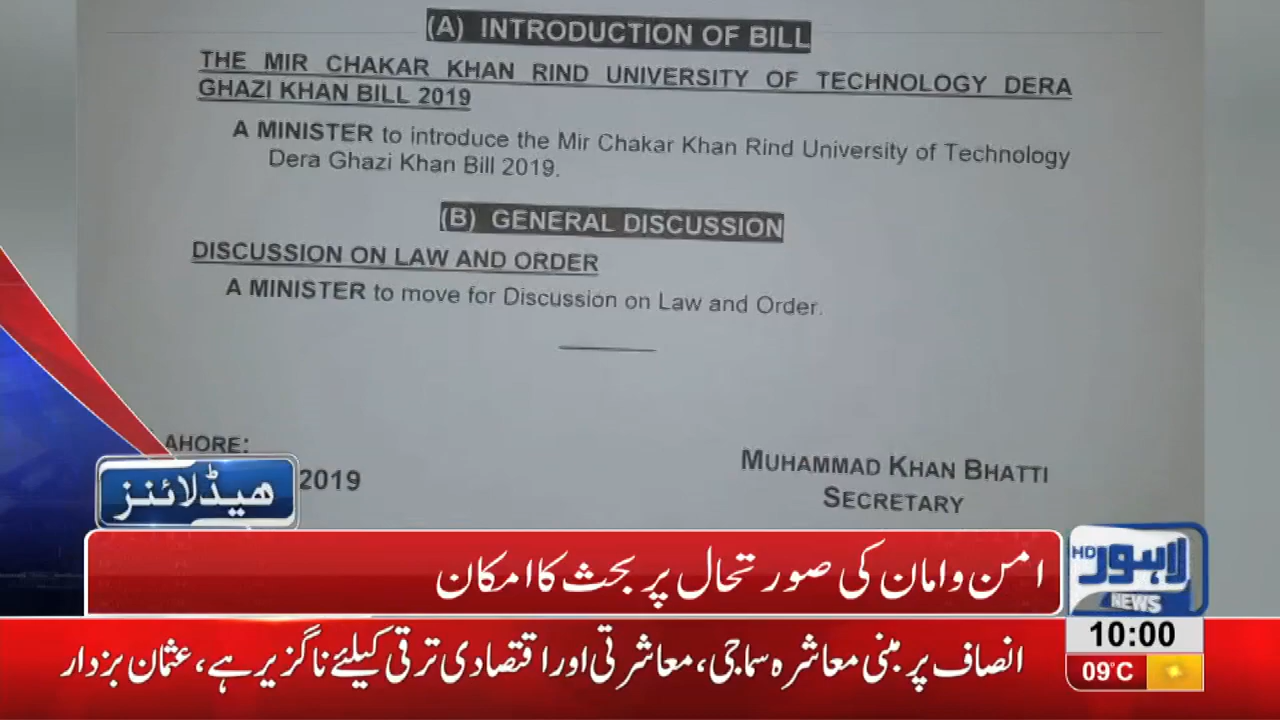 (A) INTRODUCTION OF BILL
THE MIR CHAKAR KHAN RIND UNIVERSITY OF TECHNOLOGY DERA
GHAZI KHAN BILL 2019
A MINISTER to introduce the Mir Chakar Khan Rind University of Technology
Dera Ghazi Khan Bill 2019.
(B) GENERAL DISCUSSION
DISCUSSION ON LAW AND ORDER
A MINISTER to move for Discussion on Law and Order.
AHORE:
2019
MUHAMMAD KHAN BHATTI
SECRETARY
ہیڈلائنز
امن و امان کی صورتحال پر بحث کا امکان
HD لاہور
NEWS
10:00
انصاف پر مبنی معاشرہ سماجی، معاشرتی اور اقتصادی ترقی کیلئے ناگزیر ہے، عثمان بزدار
09°C